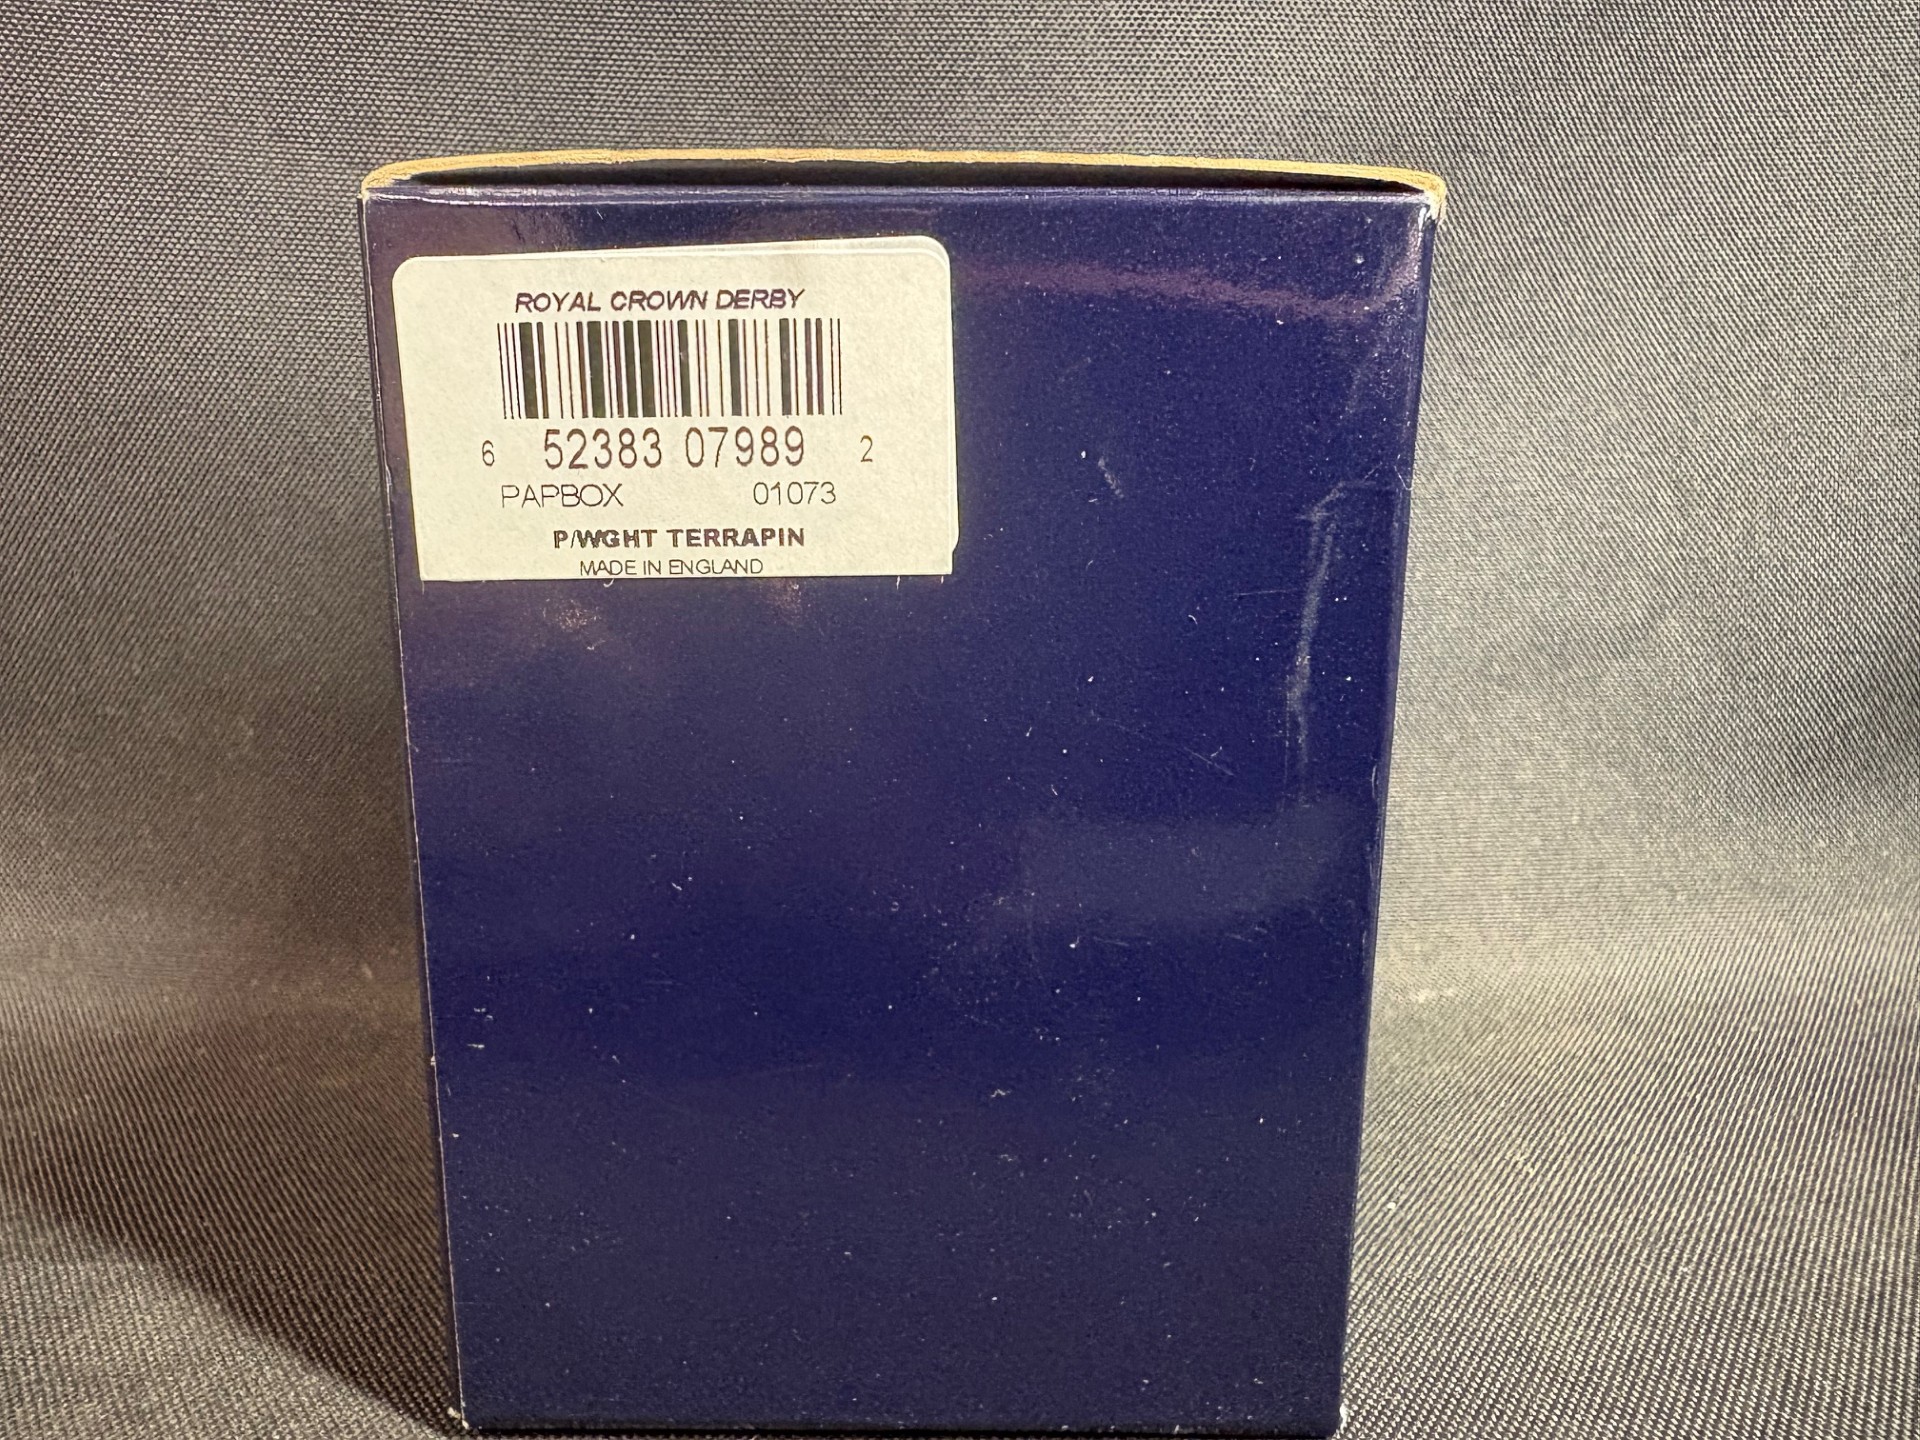 ROYAL CROWN DERBY
6 52383 07989 2
PAPBOX 01073
P/WGHT TERRAPIN
MADE IN ENGLAND